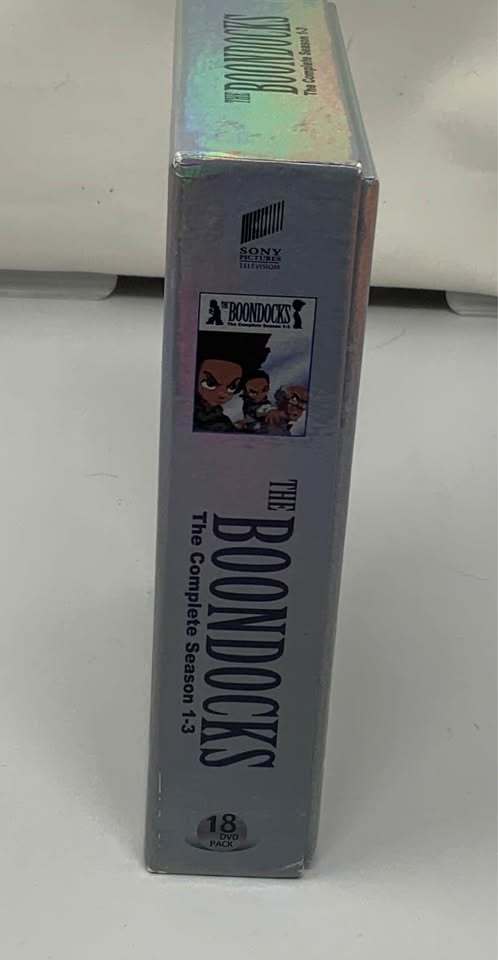 THE
BOONDOCKS
The Complete Season 1-3
SONY
PICTURES
TELEVISION
THE BOONDOCKS
The Complete Season 1-3
THE
BOONDOCKS
The Complete Season 1-3
18
DVD
PACK